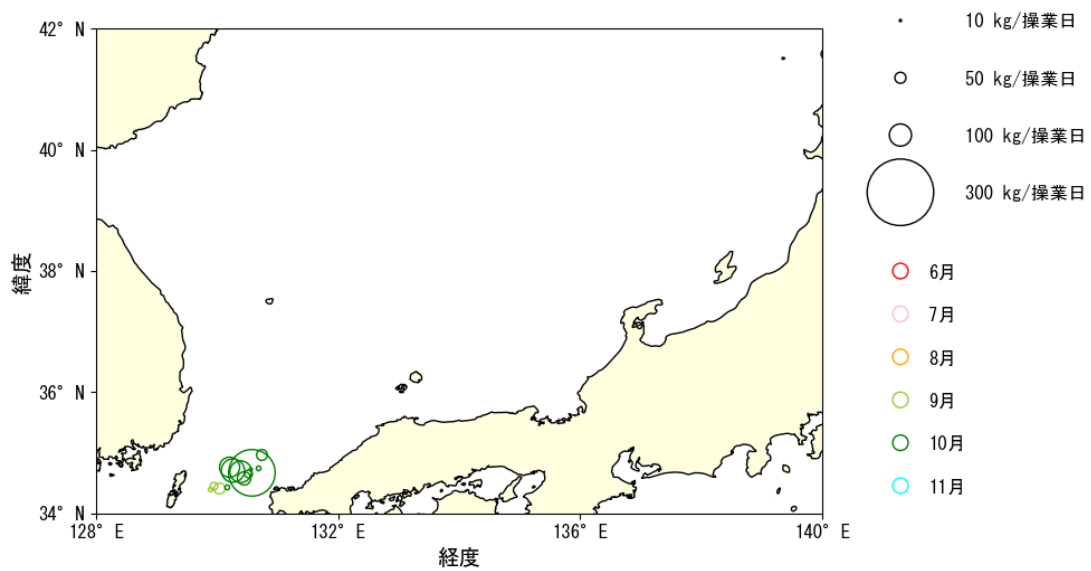 42° N
40° N
38° N
36° N
34° N
緯度
128° E
132° E
136° E
140° E
経度
10 kg/操業日
50 kg/操業日
100 kg/操業日
300 kg/操業日
6月
7月
8月
9月
10月
11月